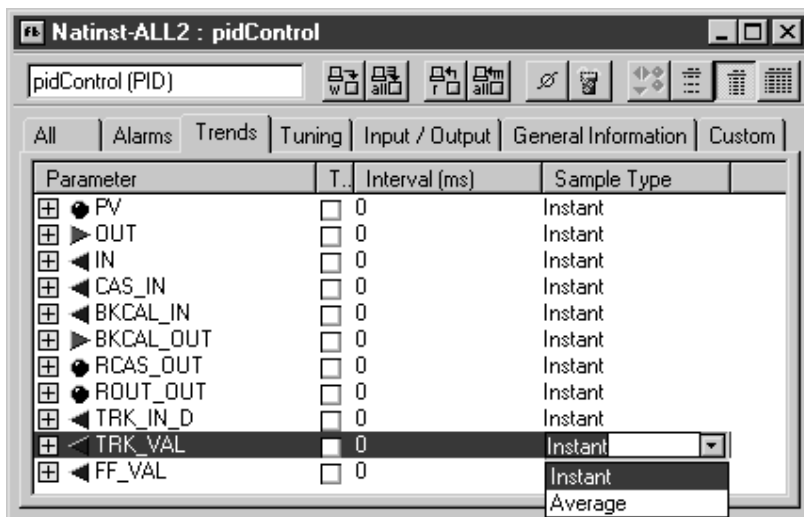 Natinst-ALL2 : pidControl
pidControl (PID)
w all r all
All Alarms Trends Tuning Input / Output General Information Custom
Parameter T.. Interval (ms) Sample Type
PV 0 Instant
OUT 0 Instant
IN 0 Instant
CAS_IN 0 Instant
BKCAL_IN 0 Instant
BKCAL_OUT 0 Instant
RCAS_OUT 0 Instant
ROUT_OUT 0 Instant
TRK_IN_D 0 Instant
TRK_VAL 0 Instant
FF_VAL 0 Instant
Average